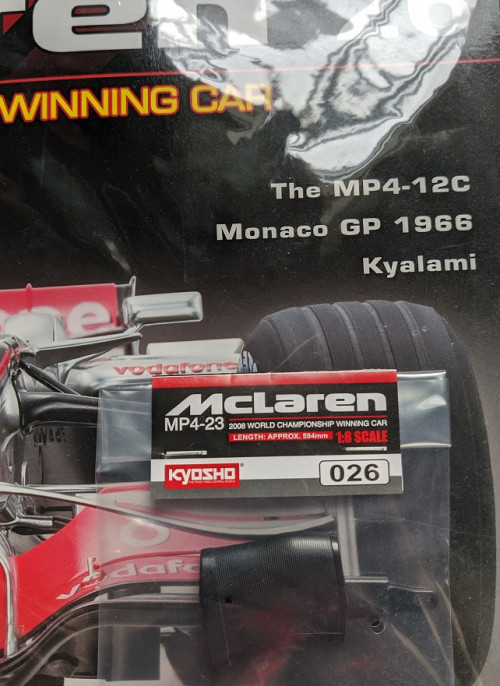 WINNING CAR
The MP4-12C
Monaco GP 1966
Kyalami
vodafone
McLaren
MP4-23
2008 WORLD CHAMPIONSHIP WINNING CAR
LENGTH: APPROX. 594mm 1:8 SCALE
KYOSHO
026